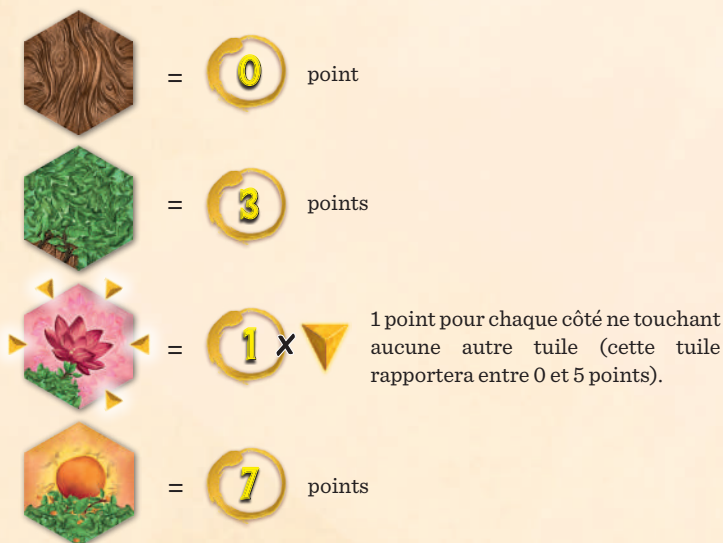 = 0 point
= 3 points
= 1 x 1 point pour chaque côté ne touchant
aucune autre tuile (cette tuile
rapportera entre 0 et 5 points).
= 7 points